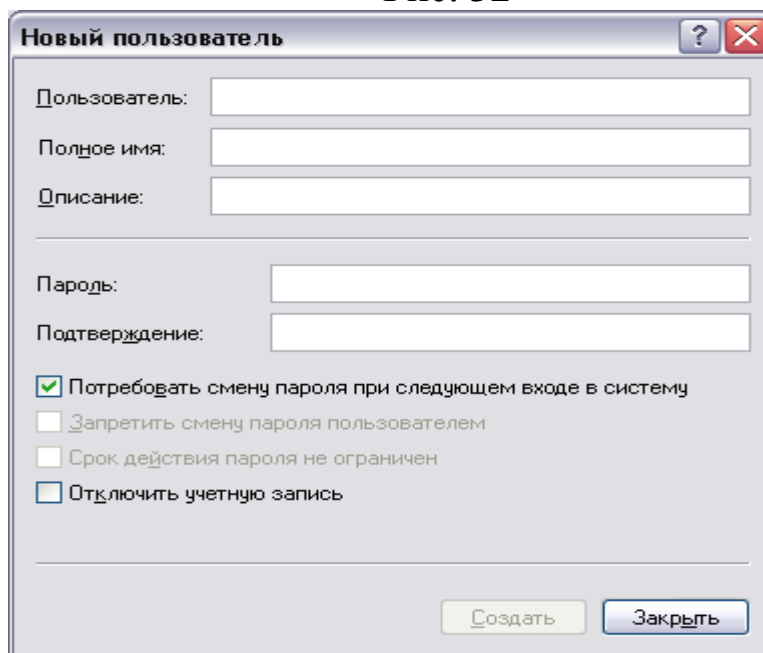 Новый пользователь
Пользователь:
Полное имя:
Описание:
Пароль:
Подтверждение:
Потребовать смену пароля при следующем входе в систему
Запретить смену пароля пользователем
Срок действия пароля не ограничен
Отключить учетную запись
Создать
Закрыть